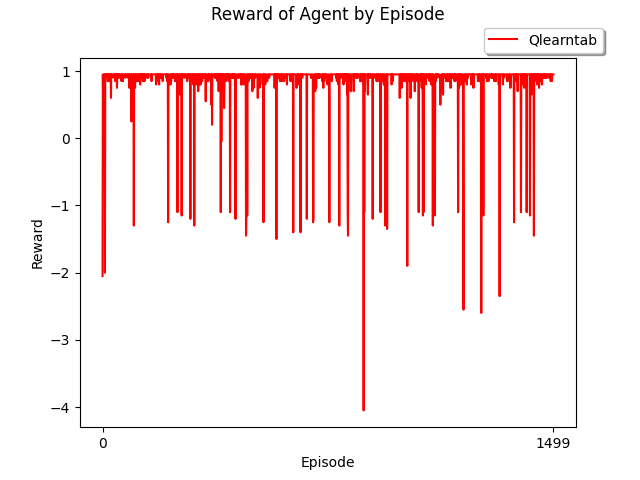 Reward of Agent by Episode
Qlearntab
1
0
−1
−2
−3
−4
Reward
0
1499
Episode